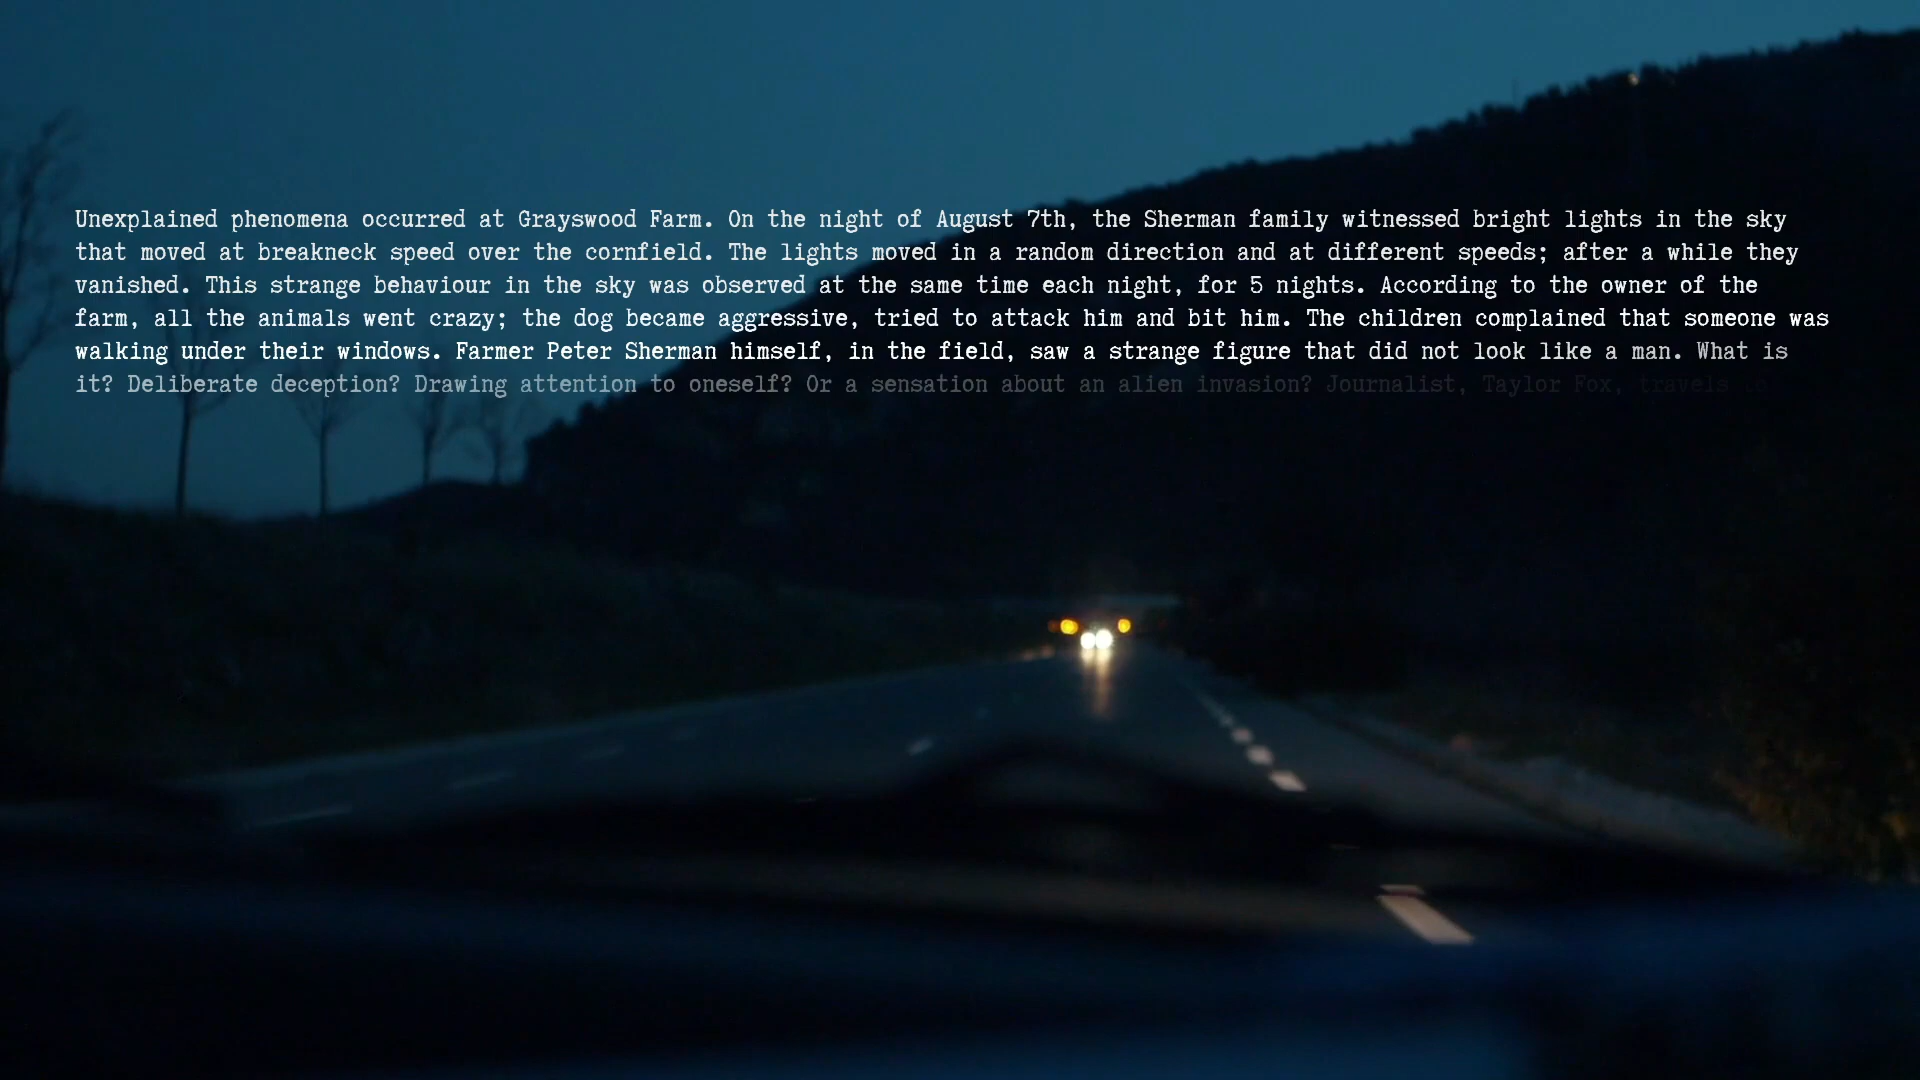 Unexplained phenomena occurred at Grayswood Farm. On the night of August 7th, the Sherman family witnessed bright lights in the sky
that moved at breakneck speed over the cornfield. The lights moved in a random direction and at different speeds; after a while they
vanished. This strange behaviour in the sky was observed at the same time each night, for 5 nights. According to the owner of the
farm, all the animals went crazy; the dog became aggressive, tried to attack him and bit him. The children complained that someone was
walking under their windows. Farmer Peter Sherman himself, in the field, saw a strange figure that did not look like a man. What is
it? Deliberate deception? Drawing attention to oneself? Or a sensation about an alien invasion? Journalist, Taylor Fox, travels